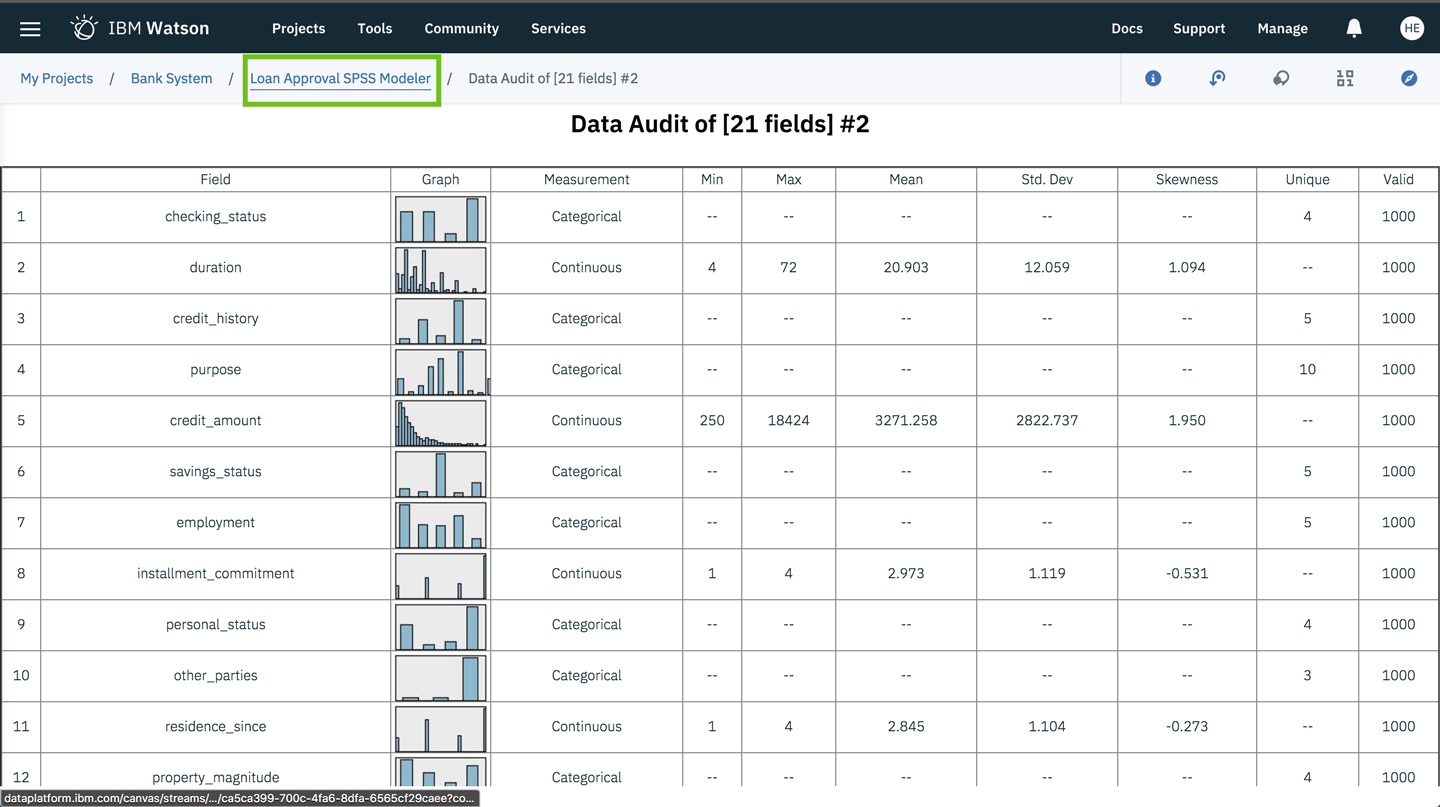 IBM Watson Projects Tools Community Services Docs Support Manage HE
My Projects / Bank System / Loan Approval SPSS Modeler / Data Audit of [21 fields] #2
Data Audit of [21 fields] #2
Field Graph Measurement Min Max Mean Std. Dev Skewness Unique Valid
1 checking_status Categorical -- -- -- -- -- 4 1000
2 duration Continuous 4 72 20.903 12.059 1.094 -- 1000
3 credit_history Categorical -- -- -- -- -- 5 1000
4 purpose Categorical -- -- -- -- -- 10 1000
5 credit_amount Continuous 250 18424 3271.258 2822.737 1.950 -- 1000
6 savings_status Categorical -- -- -- -- -- 5 1000
7 employment Categorical -- -- -- -- -- 5 1000
8 installment_commitment Continuous 1 4 2.973 1.119 -0.531 -- 1000
9 personal_status Categorical -- -- -- -- -- 4 1000
10 other_parties Categorical -- -- -- -- -- 3 1000
11 residence_since Continuous 1 4 2.845 1.104 -0.273 -- 1000
12 property_magnitude Categorical -- -- -- -- -- 4 1000
dataplatform.ibm.com/canvas/streams/.../ca5ca399-700c-4fa6-8dfa-6565cf29caee?co...